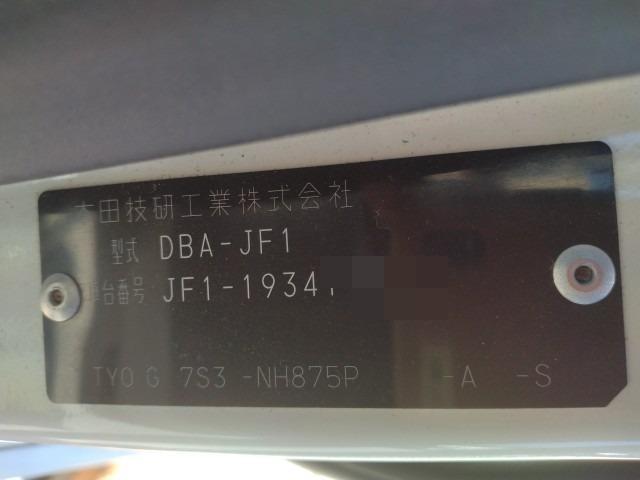 本田技研工業株式会社
型式 DBA-JF1
車台番号 JF1-1934
TYO G 7S3 -NH875P -A -S